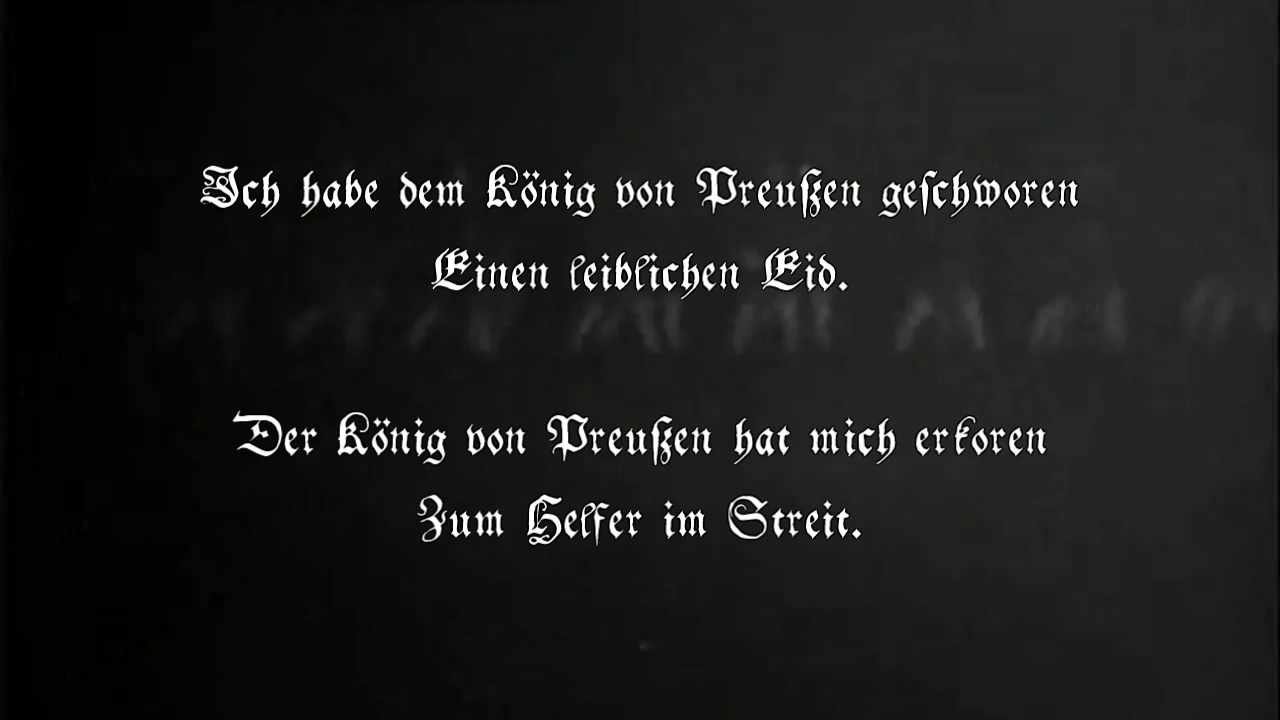 Ich habe dem König von Preußen geſchworen
Einen leiblichen Eid.
Der König von Preußen hat mich erkoren
Zum Helfer im Streit.